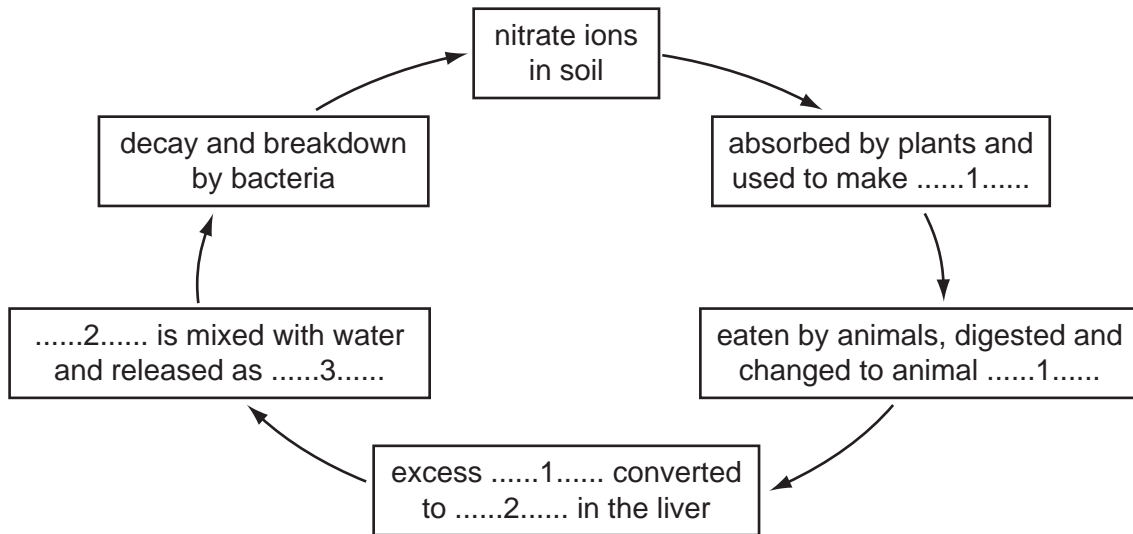 nitrate ions
in soil
absorbed by plants and
used to make ......1......
eaten by animals, digested and
changed to animal ......1......
excess ......1...... converted
to ......2...... in the liver
......2...... is mixed with water
and released as ......3......
decay and breakdown
by bacteria